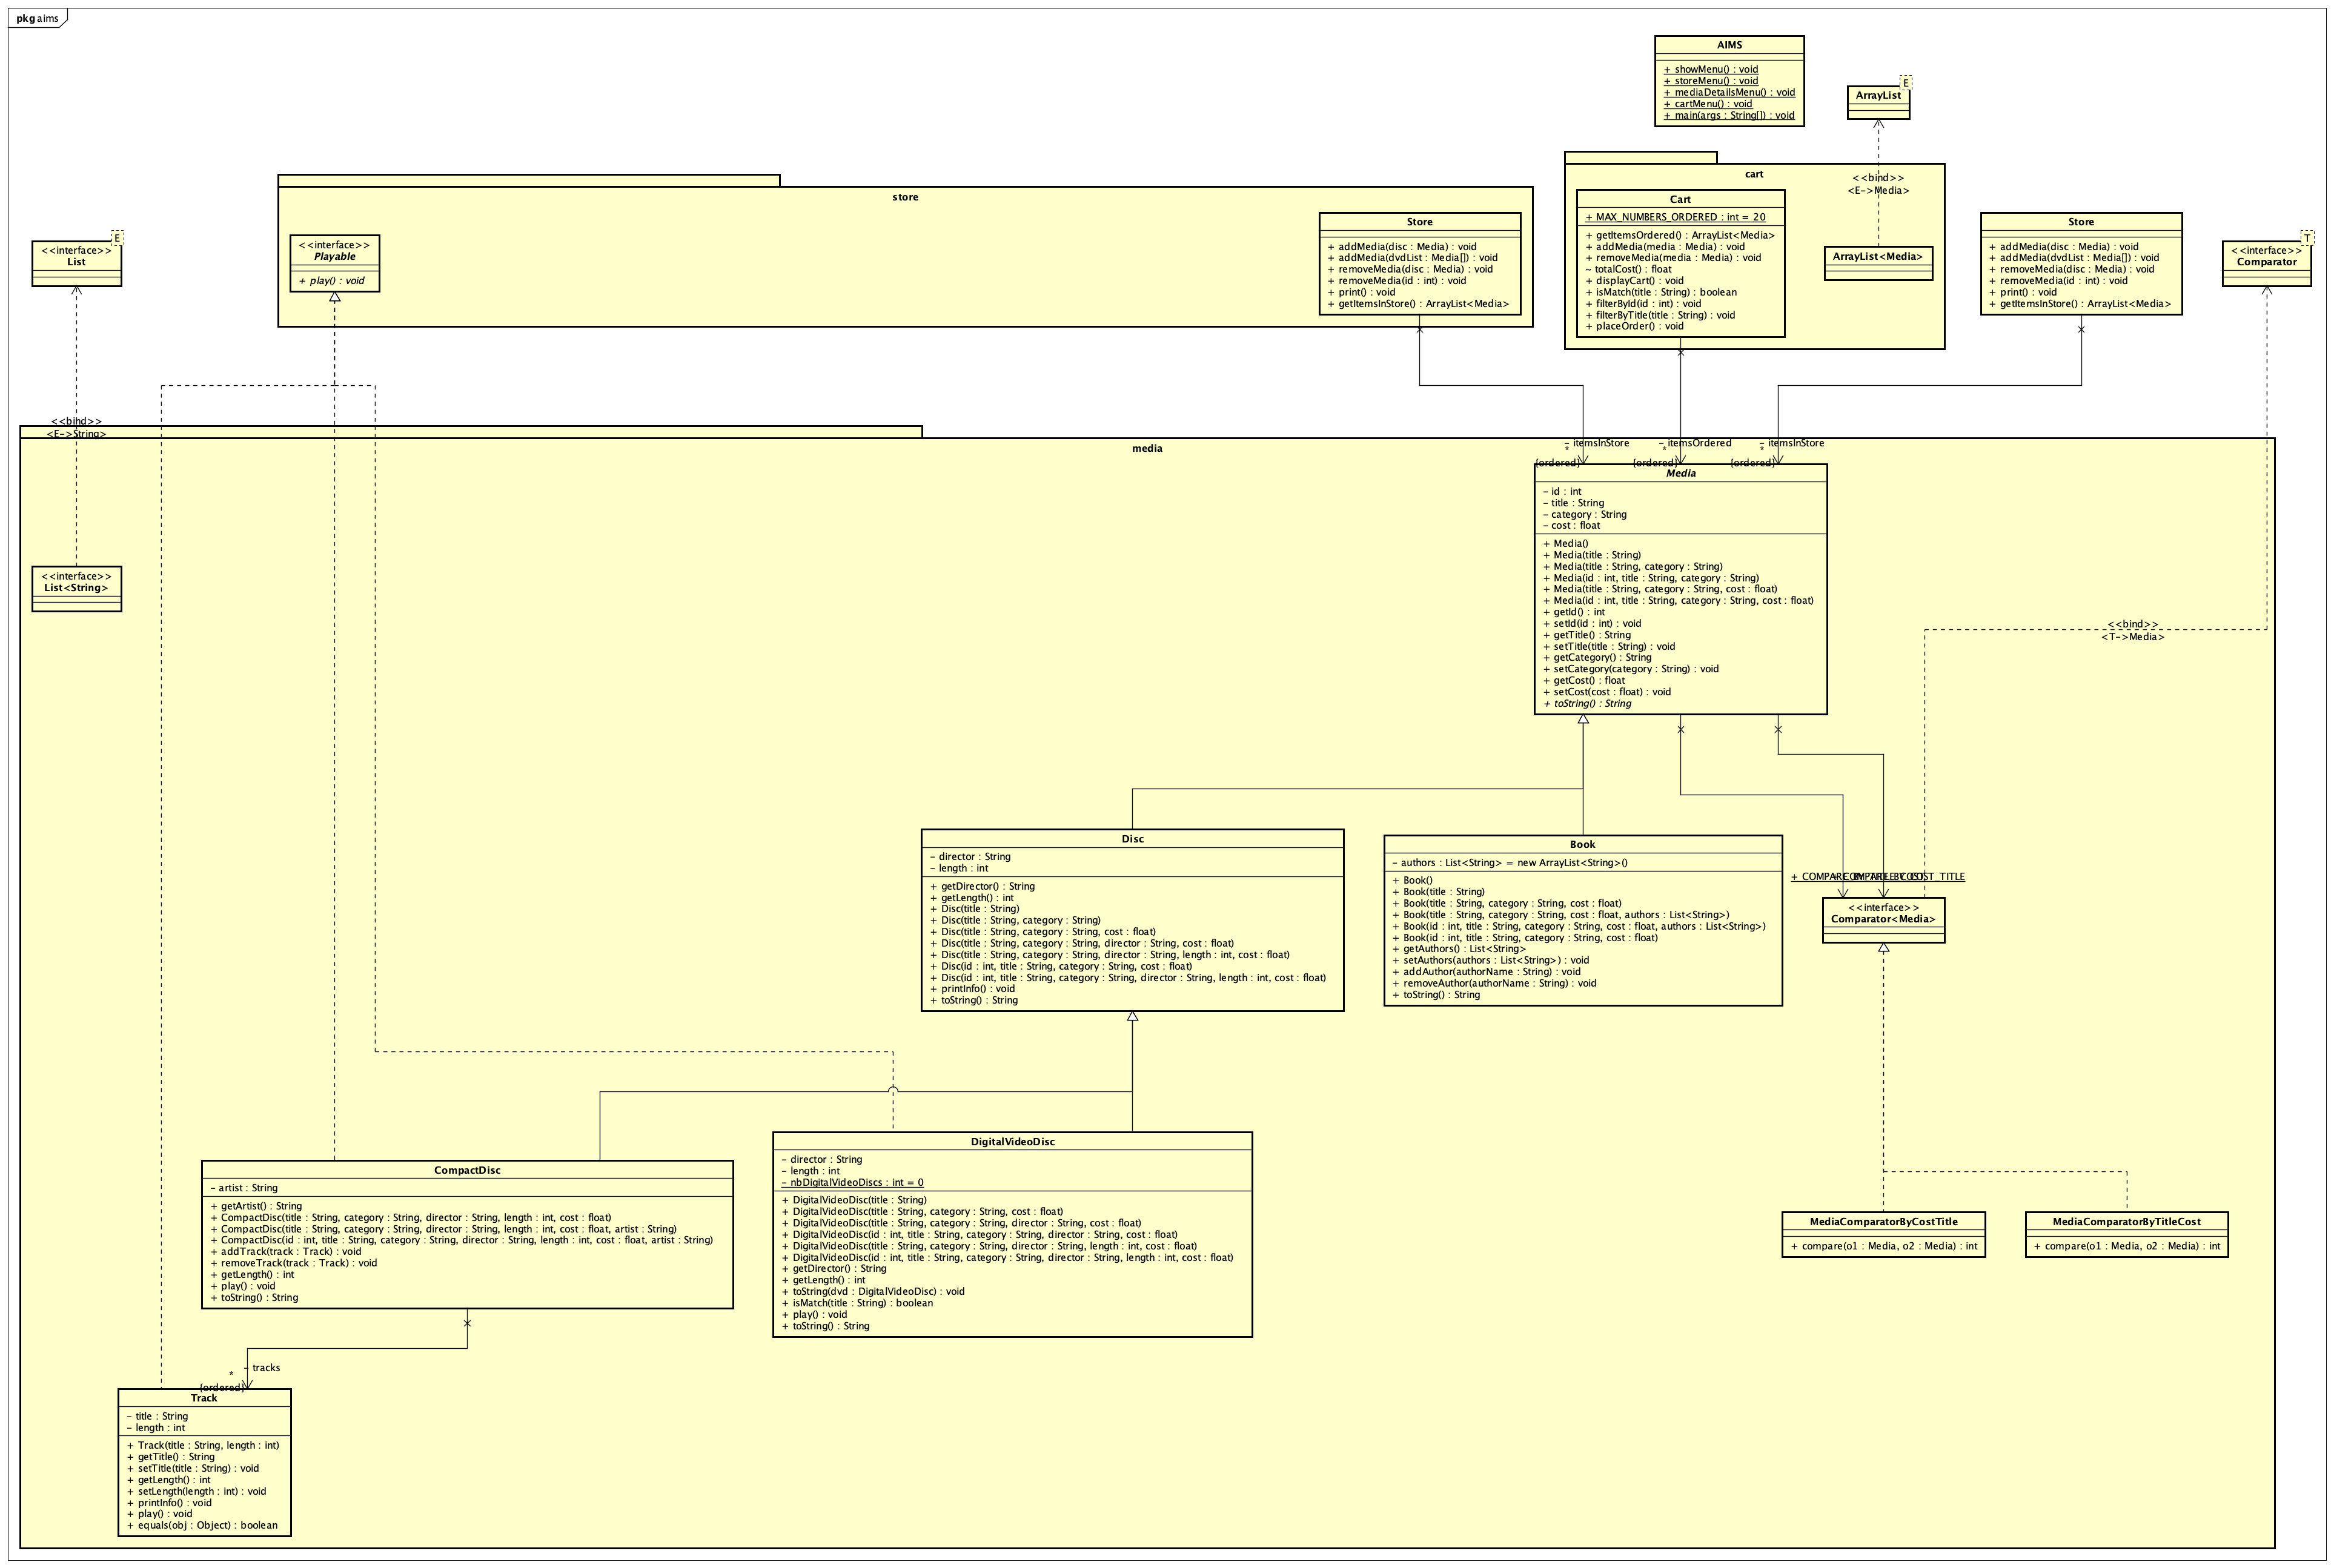 pkg aims
AIMS
+ showMenu() : void
+ storeMenu() : void
+ mediaDetailsMenu() : void
+ cartMenu() : void
+ main(args : String[]) : void
E
ArrayList
store
<<interface>>
Playable
+ play() : void
Store
+ addMedia(disc : Media) : void
+ addMedia(dvdList : Media[]) : void
+ removeMedia(disc : Media) : void
+ removeMedia(id : int) : void
+ print() : void
+ getItemsInStore() : ArrayList<Media>
cart
Cart
+ MAX_NUMBERS_ORDERED : int = 20
+ getItemsOrdered() : ArrayList<Media>
+ addMedia(media : Media) : void
+ removeMedia(media : Media) : void
~ totalCost() : float
+ displayCart() : void
+ isMatch(title : String) : boolean
+ filterById(id : int) : void
+ filterByTitle(title : String) : void
+ placeOrder() : void
<<bind>>
<E->Media>
ArrayList<Media>
Store
+ addMedia(disc : Media) : void
+ addMedia(dvdList : Media[]) : void
+ removeMedia(disc : Media) : void
+ removeMedia(id : int) : void
+ print() : void
+ getItemsInStore() : ArrayList<Media>
E
<<interface>>
List
T
<<interface>>
Comparator
<<bind>>
<E->String>
media
- itemsInStore
*
{ordered}
- itemsOrdered
*
{ordered}
- itemsInStore
*
{ordered}
Media
- id : int
- title : String
- category : String
- cost : float
+ Media()
+ Media(title : String)
+ Media(title : String, category : String)
+ Media(id : int, title : String, category : String)
+ Media(title : String, category : String, cost : float)
+ Media(id : int, title : String, category : String, cost : float)
+ getId() : int
+ setId(id : int) : void
+ getTitle() : String
+ setTitle(title : String) : void
+ getCategory() : String
+ setCategory(category : String) : void
+ getCost() : float
+ setCost(cost : float) : void
+ toString() : String
<<interface>>
List<String>
<<bind>>
<T->Media>
Disc
- director : String
- length : int
+ getDirector() : String
+ getLength() : int
+ Disc(title : String)
+ Disc(title : String, category : String)
+ Disc(title : String, category : String, cost : float)
+ Disc(title : String, category : String, director : String, cost : float)
+ Disc(title : String, category : String, director : String, length : int, cost : float)
+ Disc(id : int, title : String, category : String, cost : float)
+ Disc(id : int, title : String, category : String, director : String, length : int, cost : float)
+ printInfo() : void
+ toString() : String
Book
- authors : List<String> = new ArrayList<String>()
+ Book()
+ Book(title : String)
+ Book(title : String, category : String, cost : float)
+ Book(title : String, category : String, cost : float, authors : List<String>)
+ Book(id : int, title : String, category : String, cost : float, authors : List<String>)
+ Book(id : int, title : String, category : String, cost : float)
+ getAuthors() : List<String>
+ setAuthors(authors : List<String>) : void
+ addAuthor(authorName : String) : void
+ removeAuthor(authorName : String) : void
+ toString() : String
<<interface>>
Comparator<Media>
CompactDisc
- artist : String
+ getArtist() : String
+ CompactDisc(title : String, category : String, director : String, length : int, cost : float)
+ CompactDisc(title : String, category : String, director : String, length : int, cost : float, artist : String)
+ CompactDisc(id : int, title : String, category : String, director : String, length : int, cost : float, artist : String)
+ addTrack(track : Track) : void
+ removeTrack(track : Track) : void
+ getLength() : int
+ play() : void
+ toString() : String
DigitalVideoDisc
- director : String
- length : int
- nbDigitalVideoDiscs : int = 0
+ DigitalVideoDisc(title : String)
+ DigitalVideoDisc(title : String, category : String, cost : float)
+ DigitalVideoDisc(title : String, category : String, director : String, cost : float)
+ DigitalVideoDisc(id : int, title : String, category : String, director : String, cost : float)
+ DigitalVideoDisc(title : String, category : String, director : String, length : int, cost : float)
+ DigitalVideoDisc(id : int, title : String, category : String, director : String, length : int, cost : float)
+ getDirector() : String
+ getLength() : int
+ toString(dvd : DigitalVideoDisc) : void
+ isMatch(title : String) : boolean
+ play() : void
+ toString() : String
MediaComparatorByCostTitle
+ compare(o1 : Media, o2 : Media) : int
MediaComparatorByTitleCost
+ compare(o1 : Media, o2 : Media) : int
- tracks
*
{ordered}
Track
- title : String
- length : int
+ Track(title : String, length : int)
+ getTitle() : String
+ setTitle(title : String) : void
+ getLength() : int
+ setLength(length : int) : void
+ printInfo() : void
+ play() : void
+ equals(obj : Object) : boolean